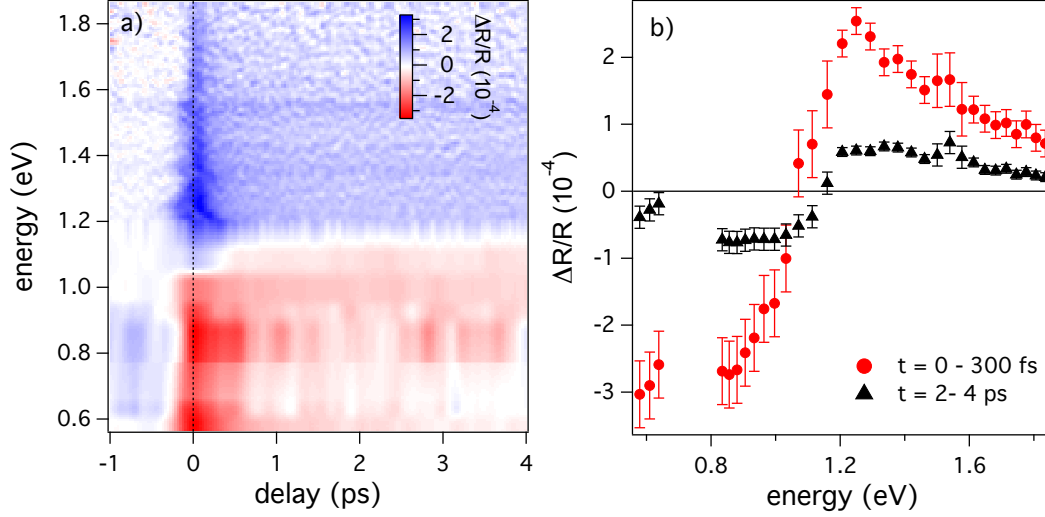 a)
ΔR/R (10⁻⁴)
2
0
-2
1.8
1.6
1.4
1.2
1.0
0.8
0.6
energy (eV)
-1 0 1 2 3 4
delay (ps)
b)
2
1
0
-1
-2
-3
ΔR/R (10⁻⁴)
t = 0 - 300 fs
t = 2- 4 ps
0.8 1.2 1.6
energy (eV)